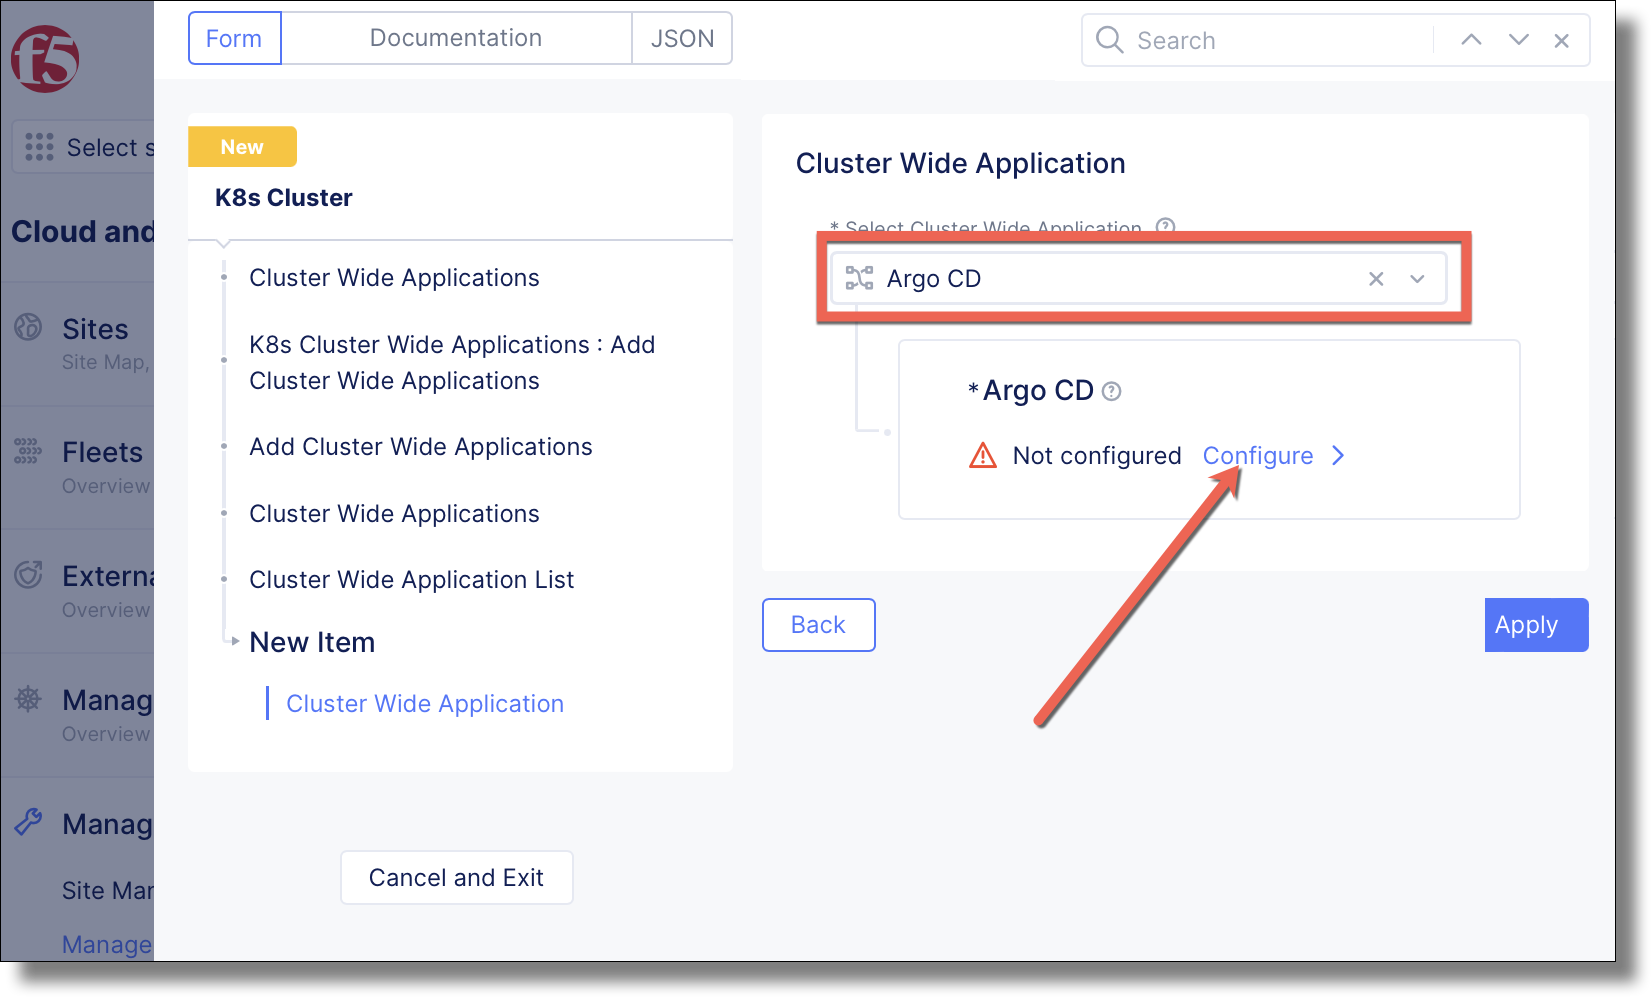 Form
Documentation
JSON
Search
f5
Select s
Cloud and
Sites
Site Map,
Fleets
Overview
Externa
Overview
Manag
Overview
Manag
Site Mar
Manage
New
K8s Cluster
Cluster Wide Applications
K8s Cluster Wide Applications : Add
Cluster Wide Applications
Add Cluster Wide Applications
Cluster Wide Applications
Cluster Wide Application List
New Item
Cluster Wide Application
Cancel and Exit
Cluster Wide Application
* Select Cluster Wide Application
Argo CD
*Argo CD
Not configured Configure
Back
Apply